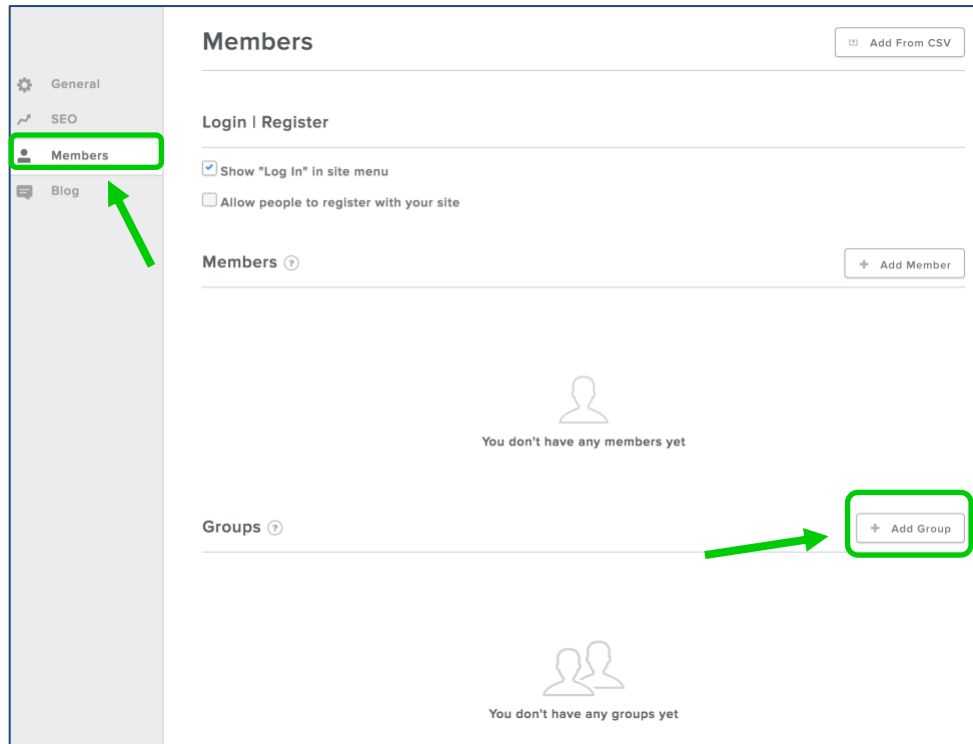 Members
Add From CSV
General
SEO
Members
Blog
Login | Register
Show "Log In" in site menu
Allow people to register with your site
Members ?
+ Add Member
You don't have any members yet
Groups ?
+ Add Group
You don't have any groups yet